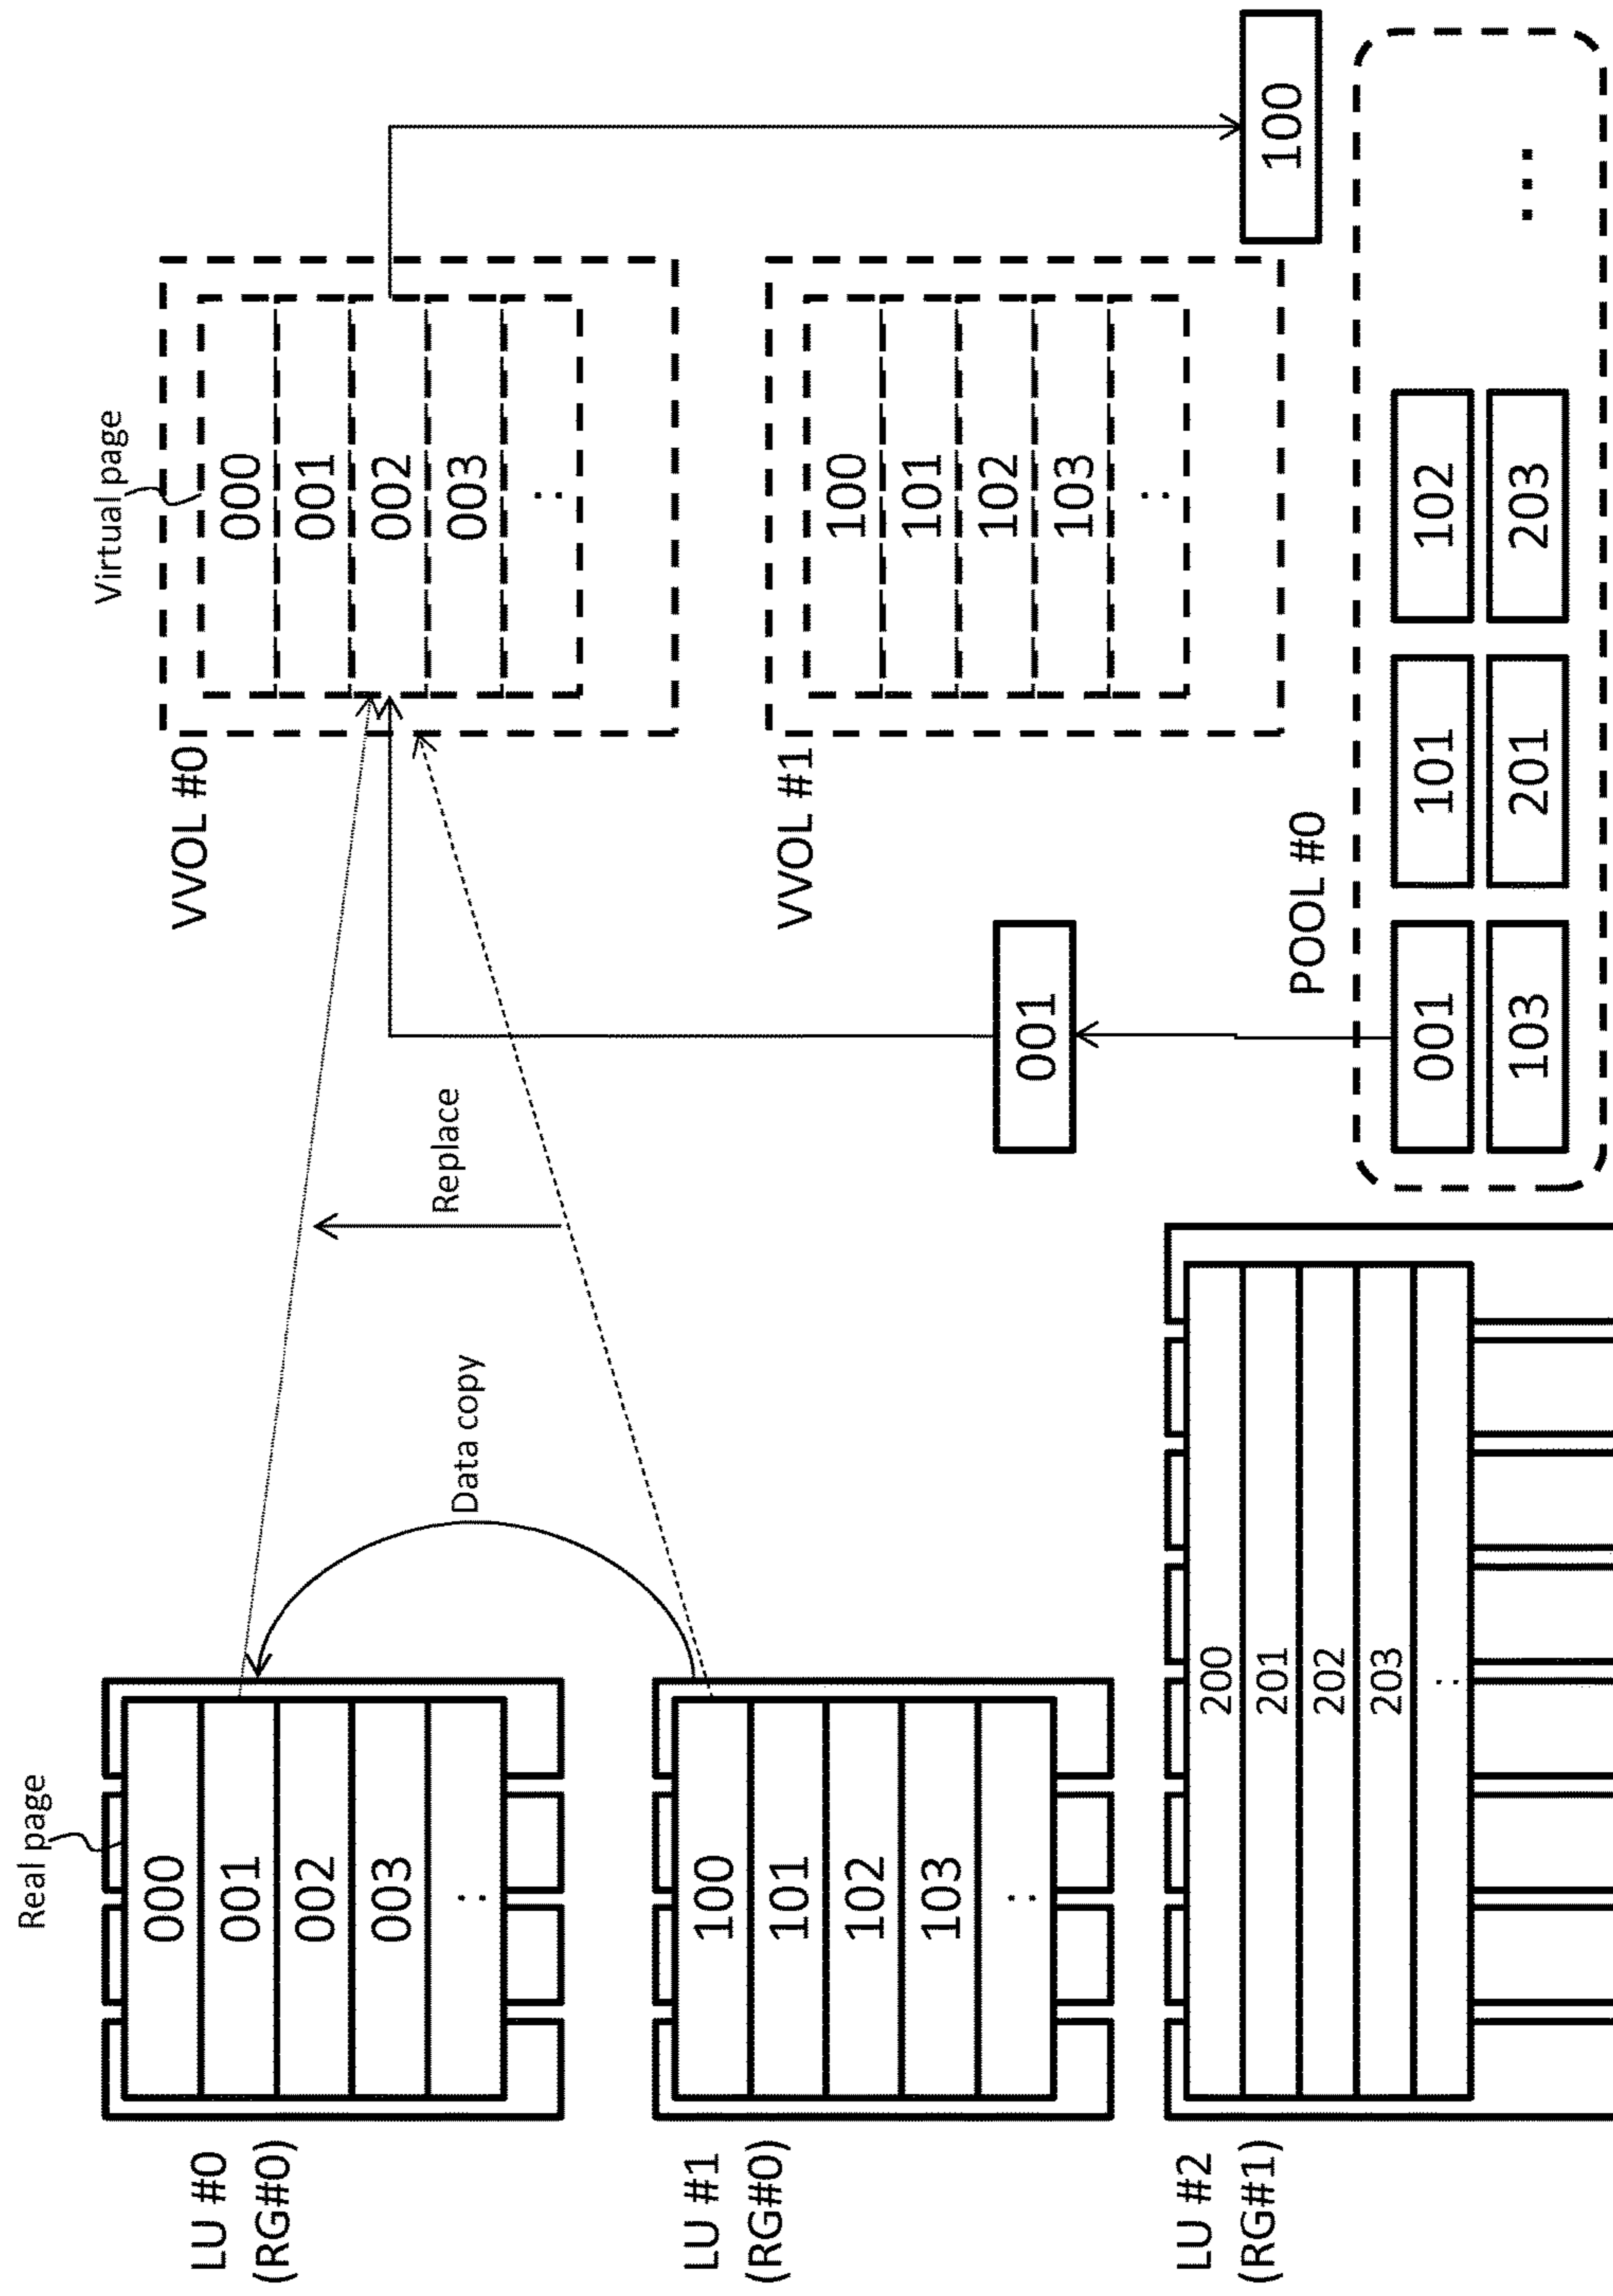 Real page
LU #0
(RG#0)
000
001
002
003
:
LU #1
(RG#0)
100
101
102
103
:
LU #2
(RG#1)
200
201
202
203
:
Data copy
Replace
Virtual page
VVOL #0
000
001
002
003
:
VVOL #1
100
101
102
103
:
001
100
POOL #0
001
101
102
103
201
203
...